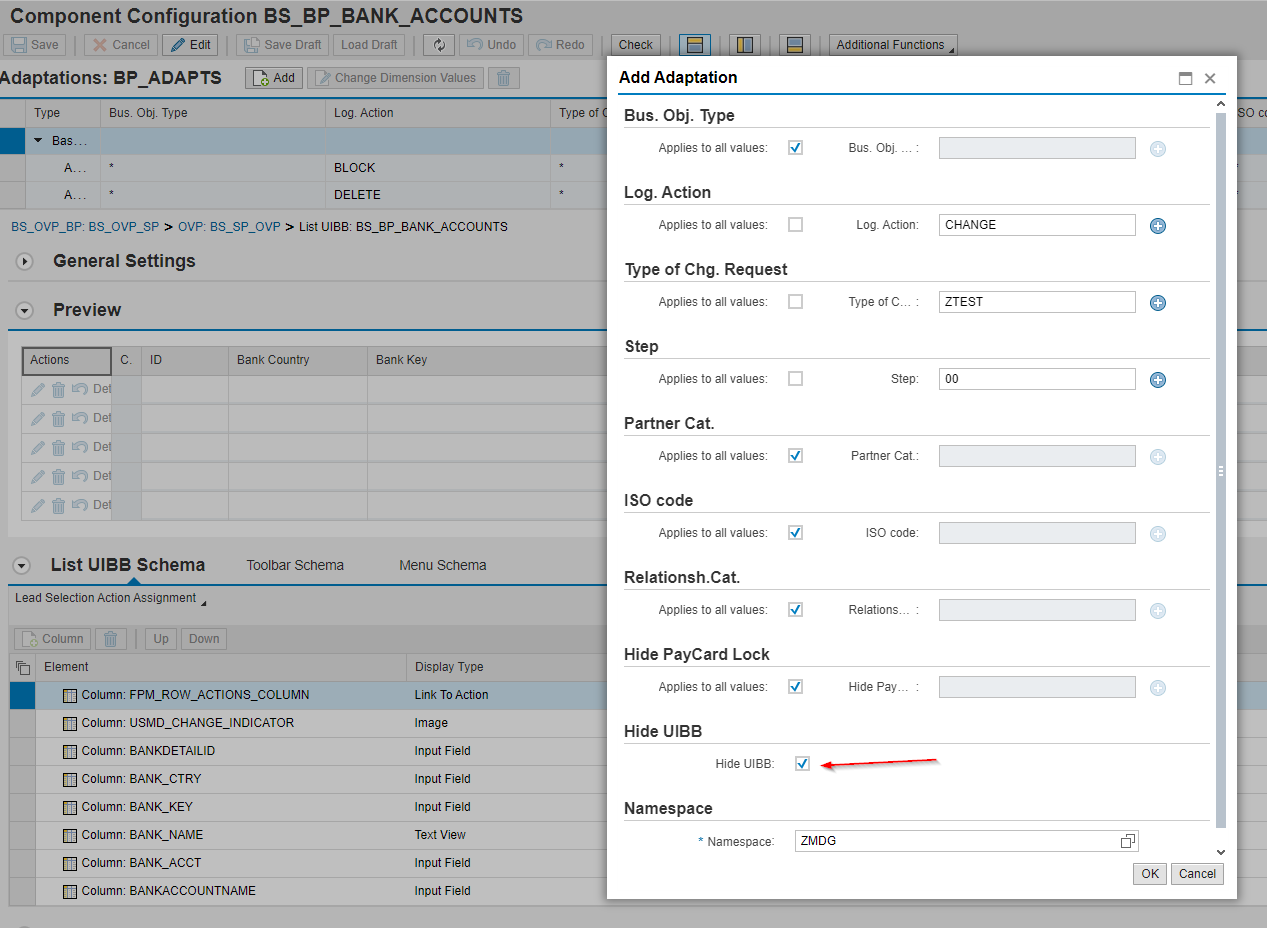 Component Configuration BS_BP_BANK_ACCOUNTS
Save Cancel Edit Save Draft Load Draft Undo Redo Check Additional Functions
Adaptations: BP_ADAPTS Add Change Dimension Values
Type Bus. Obj. Type Log. Action Type of C
SO co
Bas…
A… * BLOCK *
A… * DELETE *
BS_OVP_BP: BS_OVP_SP > OVP: BS_SP_OVP > List UIBB: BS_BP_BANK_ACCOUNTS
General Settings
Preview
Actions C. ID Bank Country Bank Key
Det
Det
Det
Det
Det
List UIBB Schema Toolbar Schema Menu Schema
Lead Selection Action Assignment
Column Up Down
Element Display Type
Column: FPM_ROW_ACTIONS_COLUMN Link To Action
Column: USMD_CHANGE_INDICATOR Image
Column: BANKDETAILID Input Field
Column: BANK_CTRY Input Field
Column: BANK_KEY Input Field
Column: BANK_NAME Text View
Column: BANK_ACCT Input Field
Column: BANKACCOUNTNAME Input Field
Add Adaptation
Bus. Obj. Type
Applies to all values: Bus. Obj. … :
Log. Action
Applies to all values: Log. Action: CHANGE
Type of Chg. Request
Applies to all values: Type of C… : ZTEST
Step
Applies to all values: Step: 00
Partner Cat.
Applies to all values: Partner Cat.:
ISO code
Applies to all values: ISO code:
Relationsh.Cat.
Applies to all values: Relations… :
Hide PayCard Lock
Applies to all values: Hide Pay… :
Hide UIBB
Hide UIBB:
Namespace
* Namespace: ZMDG
OK Cancel